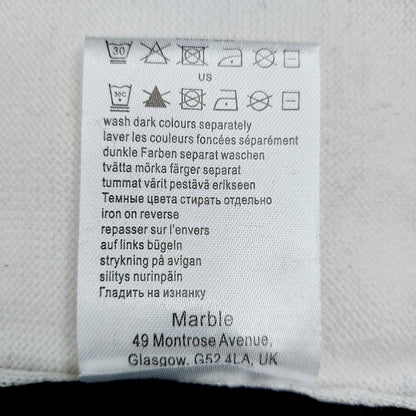 30
US
30C
wash dark colours separately
laver les couleurs foncées séparément
dunkle Farben separat waschen
tvätta mörka färger separat
tummat värit pestävä erikseen
Темные цвета стирать отдельно
iron on reverse
repasser sur l'envers
auf links bügeln
strykning på avigan
silitys nurinpäin
Гладить на изнанку
Marble
49 Montrose Avenue,
Glasgow. G52 4LA, UK